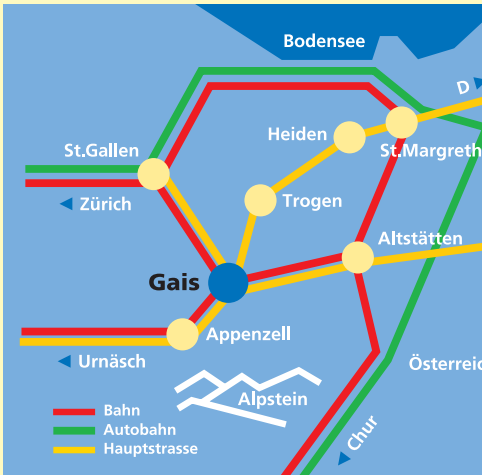 Bodensee
D
Heiden
St.Gallen
St.Margreth
Zürich
Trogen
Altstätten
Gais
Appenzell
Urnäsch
Österreic
Alpstein
Bahn
Autobahn
Hauptstrasse
Chur